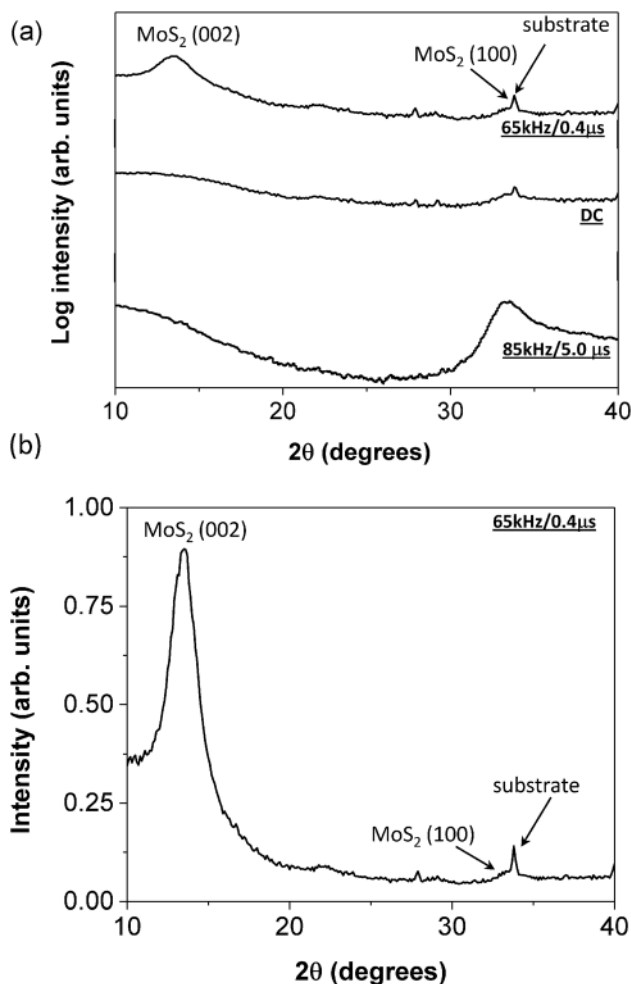 (a)
MoS₂ (002)
substrate
MoS₂ (100)
65kHz/0.4μs
DC
85kHz/5.0 μs
Log intensity (arb. units)
10 20 30 40
2θ (degrees)
(b)
1.00
MoS₂ (002)
65kHz/0.4μs
0.75
0.50
0.25
substrate
MoS₂ (100)
0.00
Intensity (arb. units)
10 20 30 40
2θ (degrees)